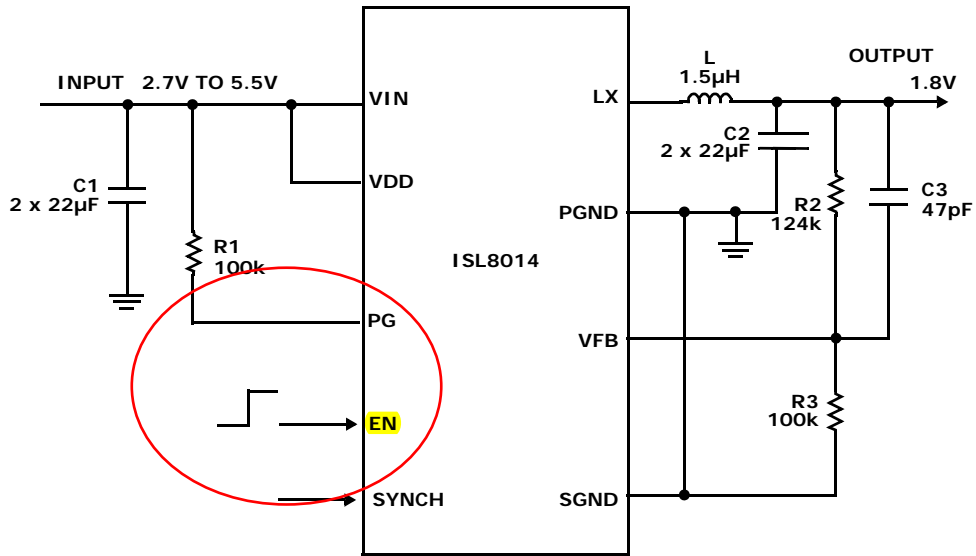 INPUT 2.7V TO 5.5V
VIN
VDD
C1
2 x 22µF
R1
100k
PG
EN
SYNCH
ISL8014
LX
PGND
VFB
SGND
L
1.5µH
OUTPUT
1.8V
C2
2 x 22µF
R2
124k
C3
47pF
R3
100k